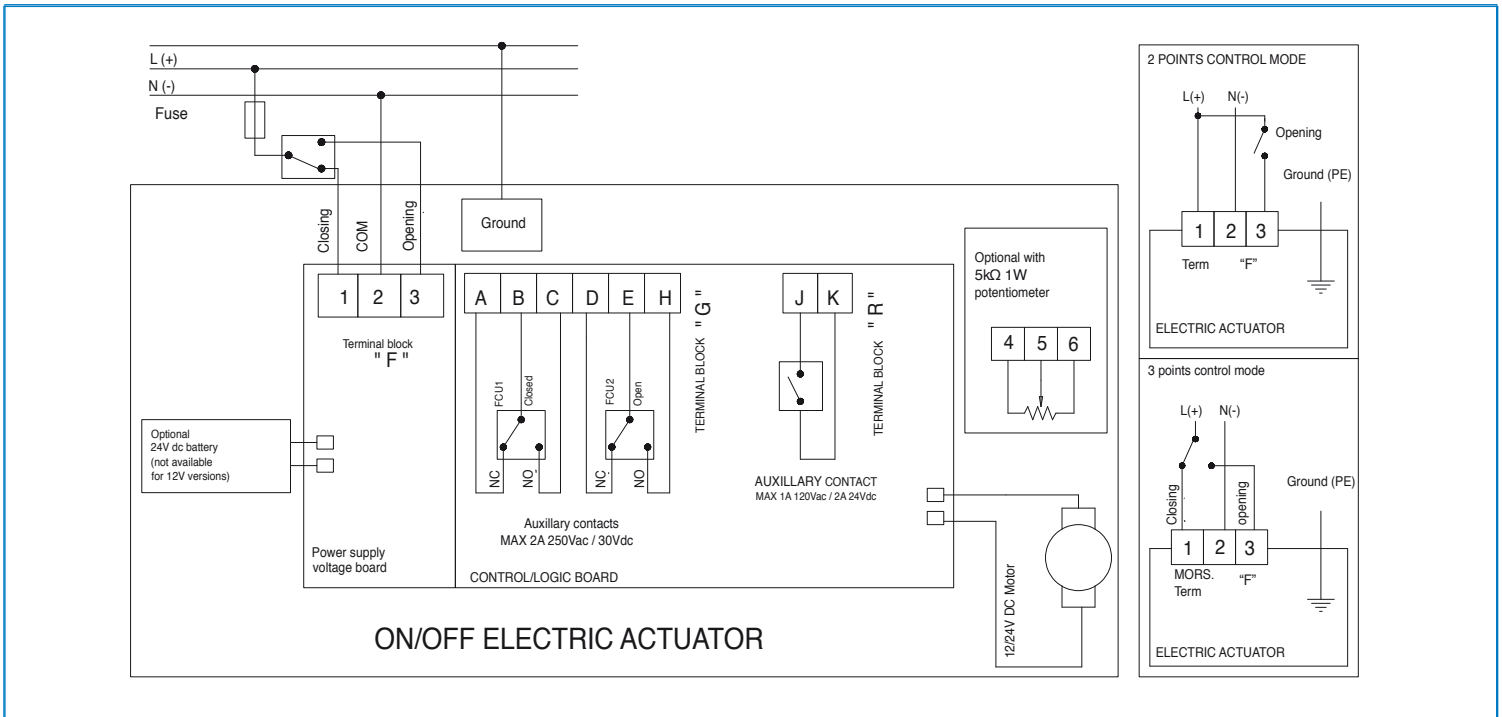 L (+)
N (-)
Fuse
Closing
COM
Opening
Ground
1 2 3
Terminal block
" F "
A B C D E H
TERMINAL BLOCK " G "
FCU1
Closed
FCU2
Open
NC
NO
NC
NO
Auxillary contacts
MAX 2A 250Vac / 30Vdc
J K
TERMINAL BLOCK " R "
AUXILLARY CONTACT
MAX 1A 120Vac / 2A 24Vdc
Optional with
5kΩ 1W
potentiometer
4 5 6
Optional
24V dc battery
(not available
for 12V versions)
Power supply
voltage board
CONTROL/LOGIC BOARD
12/24V DC Motor
ON/OFF ELECTRIC ACTUATOR
2 POINTS CONTROL MODE
L(+) N(-)
Opening
Ground (PE)
1 2 3
Term "F"
ELECTRIC ACTUATOR
3 points control mode
L(+) N(-)
Closing
opening
Ground (PE)
1 2 3
MORS. "F"
Term
ELECTRIC ACTUATOR